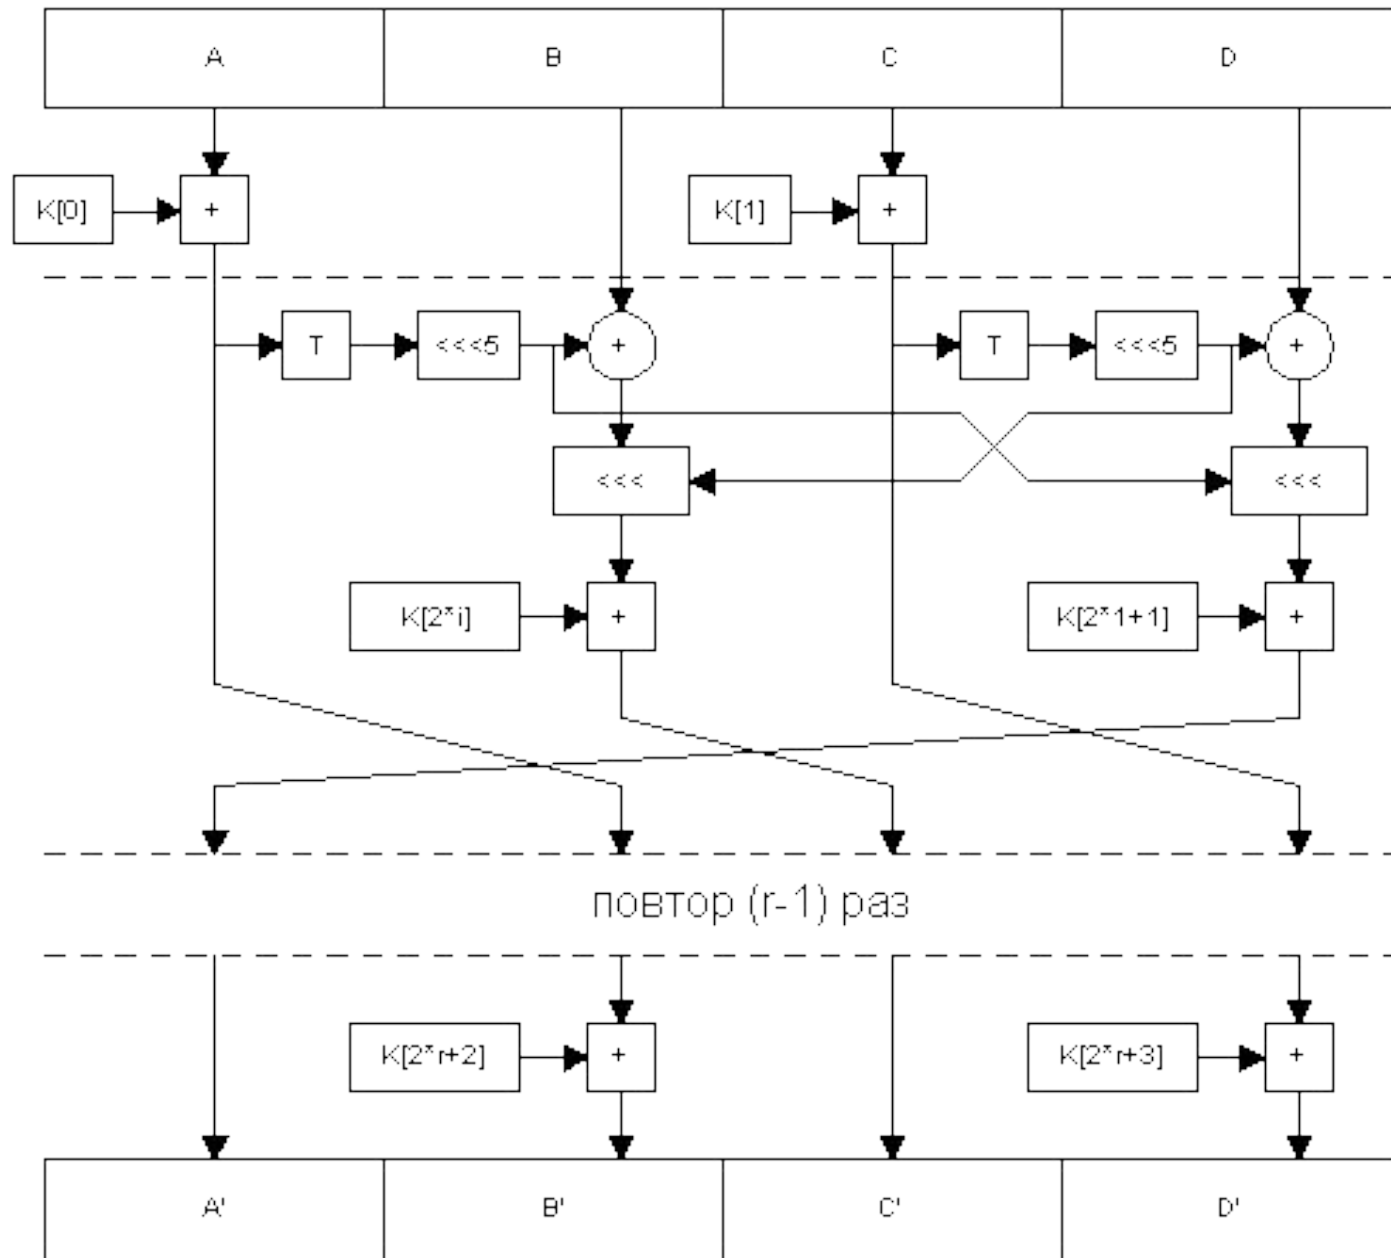 A B C D
K[0] + K[1] +
T <<<5 + T <<<5 +
<<< <<<
K[2*i] + K[2*1+1] +
повтор (r-1) раз
K[2*r+2] + K[2*r+3] +
A' B' C' D'